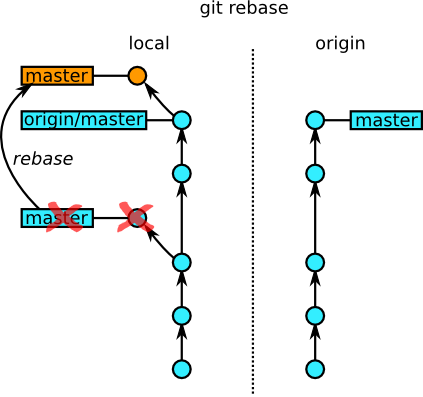 git rebase
local
origin
master
origin/master
master
rebase
master